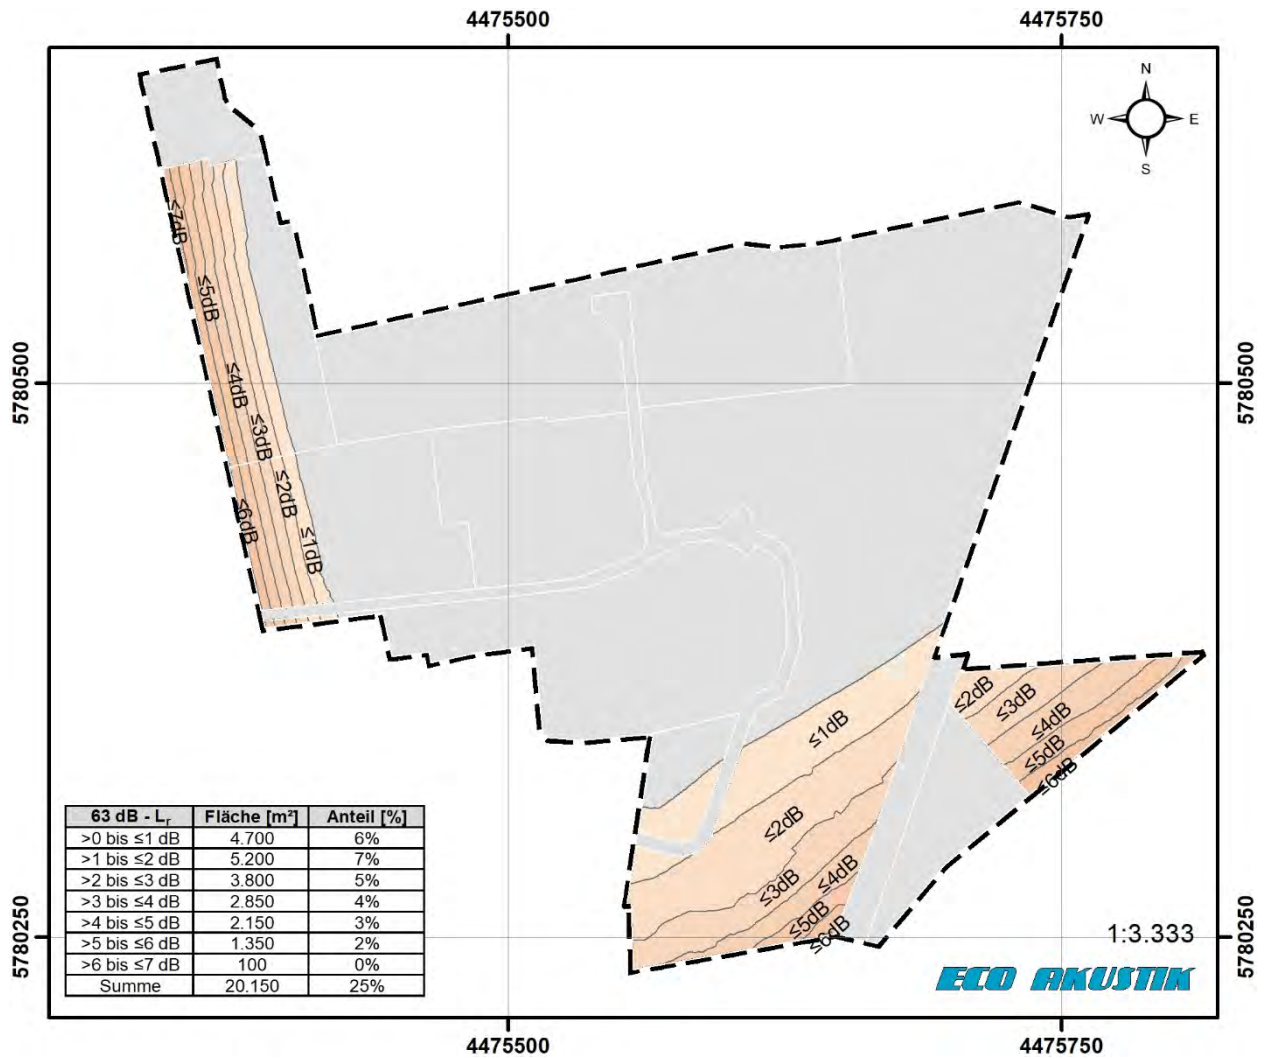 4475500 4475750
N
W E
S
≤7dB
≤5dB
5780500 5780500
≤4dB
≤3dB
≤2dB
≤6dB
≤1dB
≤2dB
≤3dB
≤1dB
≤4dB
≤5dB
≤6dB
≤2dB
≤4dB
≤3dB
≤5dB
≤6dB
63 dB - Lr Fläche [m²] Anteil [%]
>0 bis ≤1 dB 4.700 6%
>1 bis ≤2 dB 5.200 7%
>2 bis ≤3 dB 3.800 5%
>3 bis ≤4 dB 2.850 4%
>4 bis ≤5 dB 2.150 3%
>5 bis ≤6 dB 1.350 2%
>6 bis ≤7 dB 100 0%
Summe 20.150 25%
5780250 5780250
1:3.333
ECO AKUSTIK
4475500 4475750